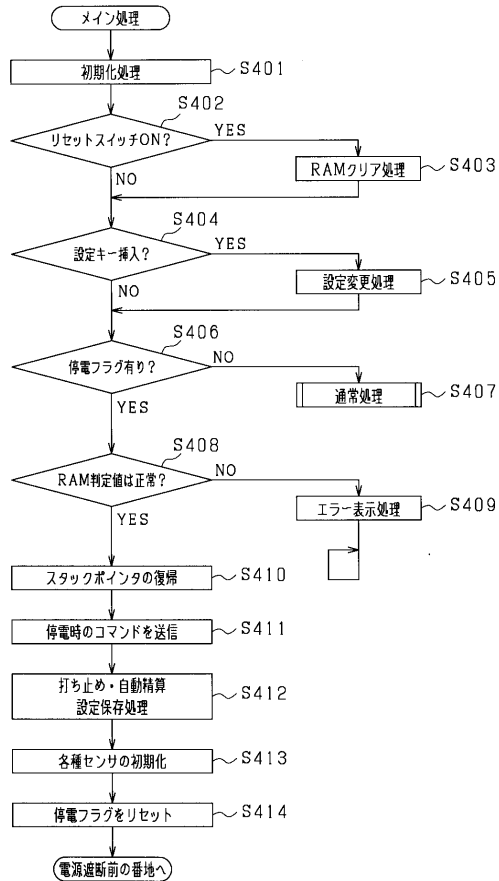 メイン処理
初期化処理
S401
S402
リセットスイッチON?
YES
RAMクリア処理
S403
NO
S404
設定キー挿入?
YES
設定変更処理
S405
NO
S406
停電フラグ有り?
NO
通常処理
S407
YES
S408
RAM判定値は正常?
NO
エラー表示処理
S409
YES
スタックポインタの復帰
S410
停電時のコマンドを送信
S411
打ち止め・自動精算
設定保存処理
S412
各種センサの初期化
S413
停電フラグをリセット
S414
電源遮断前の番地へ